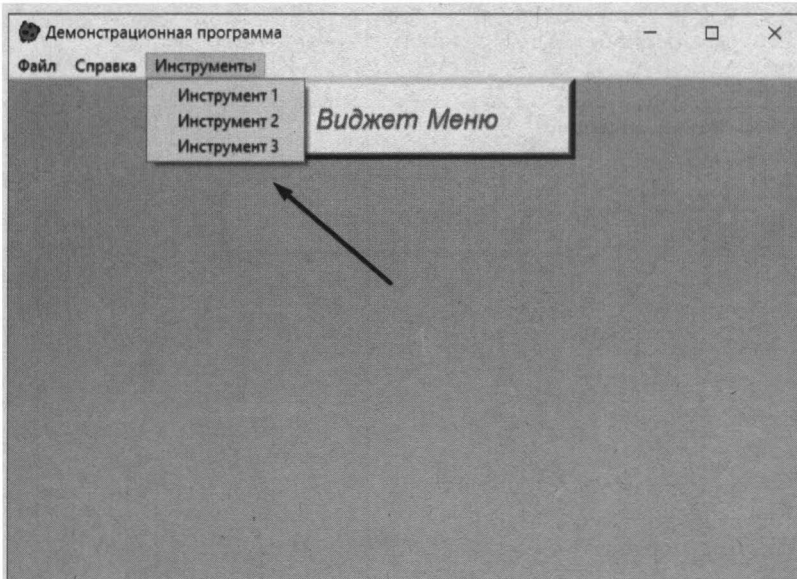 Демонстрационная программа
Файл Справка Инструменты
Инструмент 1
Инструмент 2
Инструмент 3
Виджет Меню